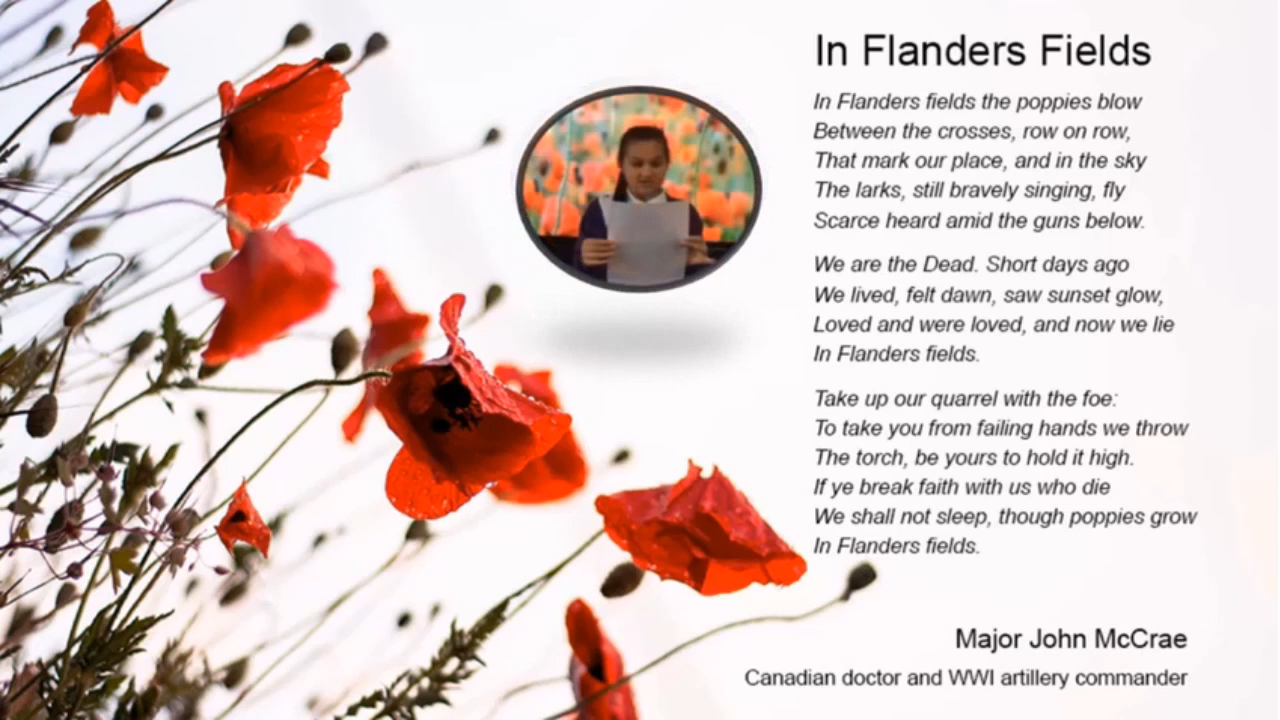 In Flanders Fields
In Flanders fields the poppies blow
Between the crosses, row on row,
That mark our place, and in the sky
The larks, still bravely singing, fly
Scarce heard amid the guns below.
We are the Dead. Short days ago
We lived, felt dawn, saw sunset glow,
Loved and were loved, and now we lie
In Flanders fields.
Take up our quarrel with the foe:
To take you from failing hands we throw
The torch, be yours to hold it high.
If ye break faith with us who die
We shall not sleep, though poppies grow
In Flanders fields.
Major John McCrae
Canadian doctor and WWI artillery commander